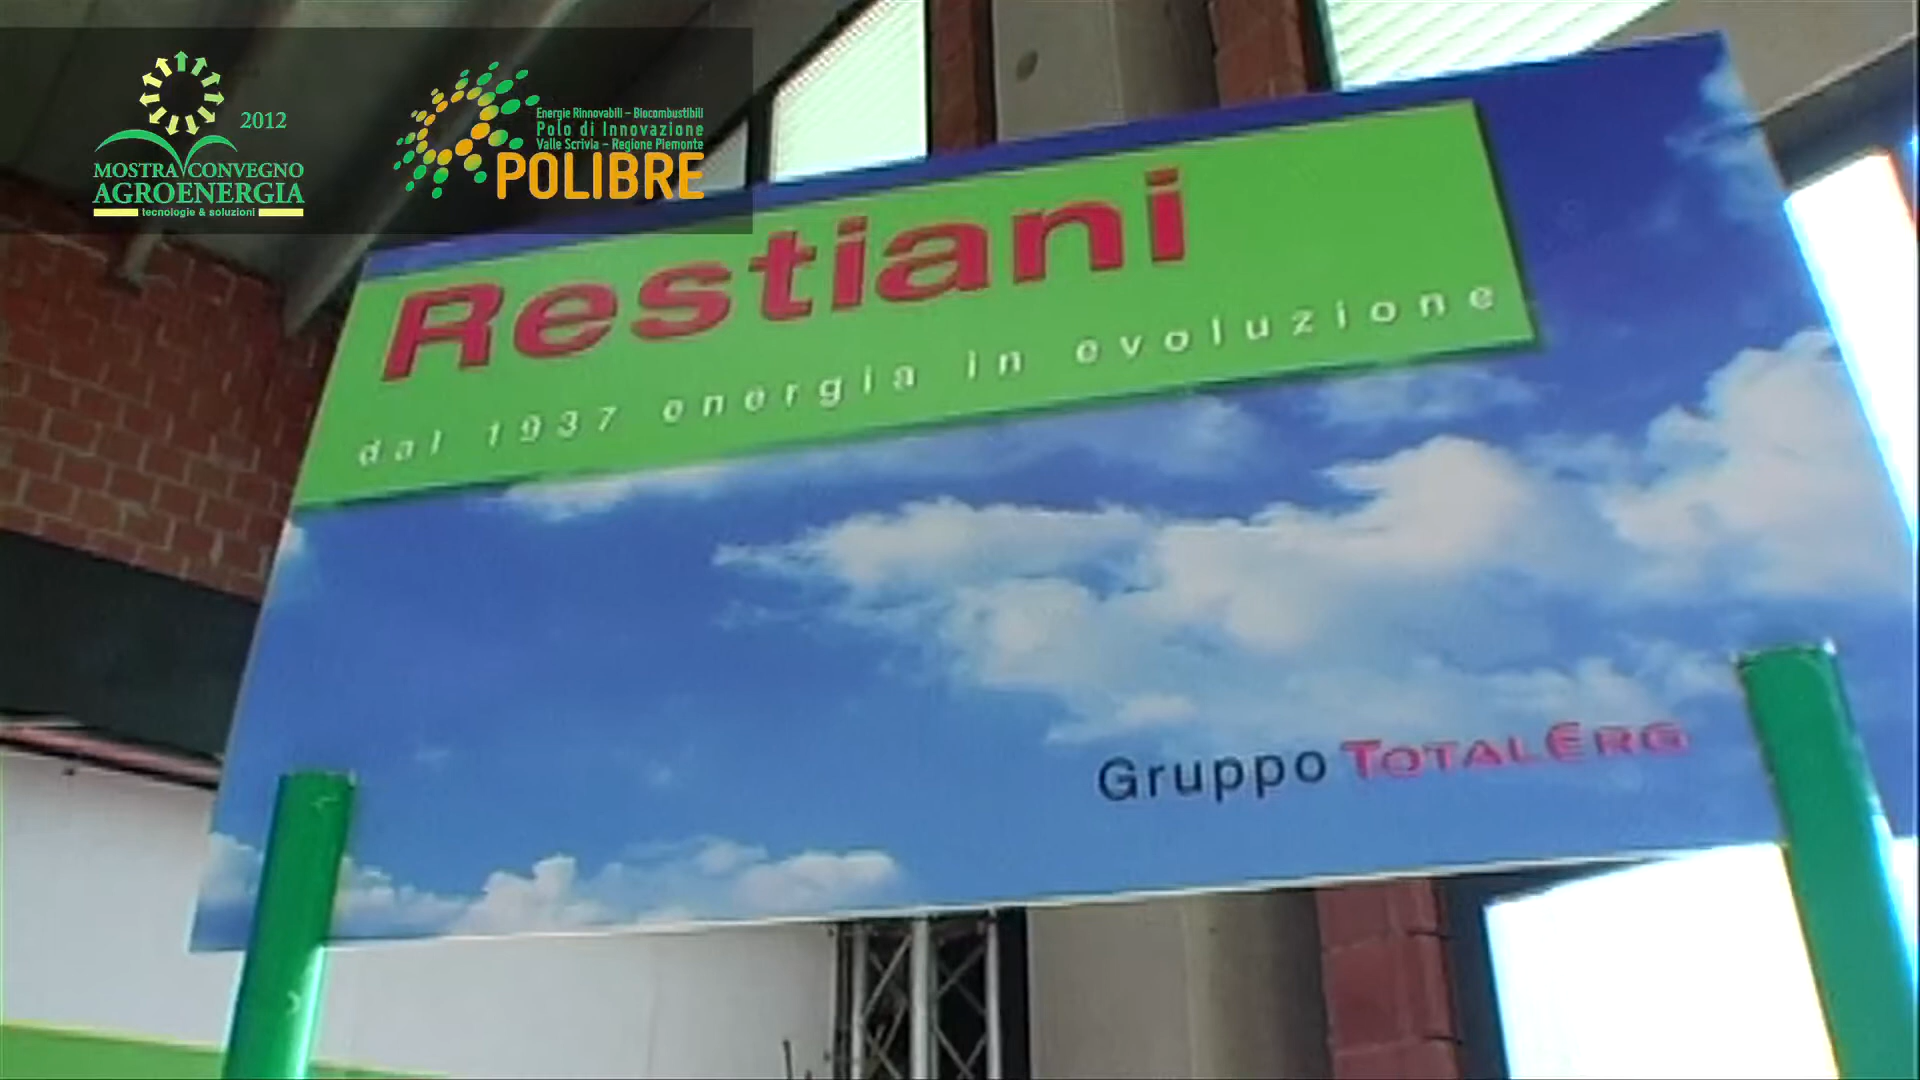 2012
MOSTRA CONVEGNO
AGROENERGIA
tecnologie & soluzioni
Energie Rinnovabili – Biocombustibili
Polo di Innovazione
Valle Scrivia – Regione Piemonte
POLIBRE
Restiani
dal 1937 energia in evoluzione
Gruppo TOTALERG